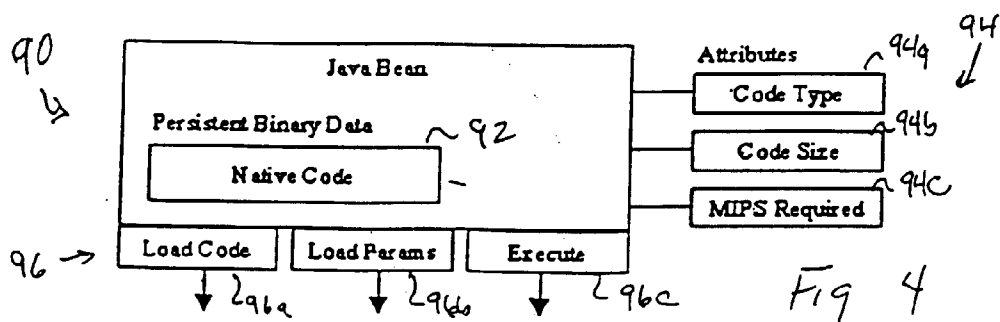 90
Java Bean
Persistent Binary Data
92
Native Code
Attributes
94
94a
Code Type
94b
Code Size
94c
MIPS Required
96
Load Code
Load Params
Execute
96a
96b
96c
Fig 4